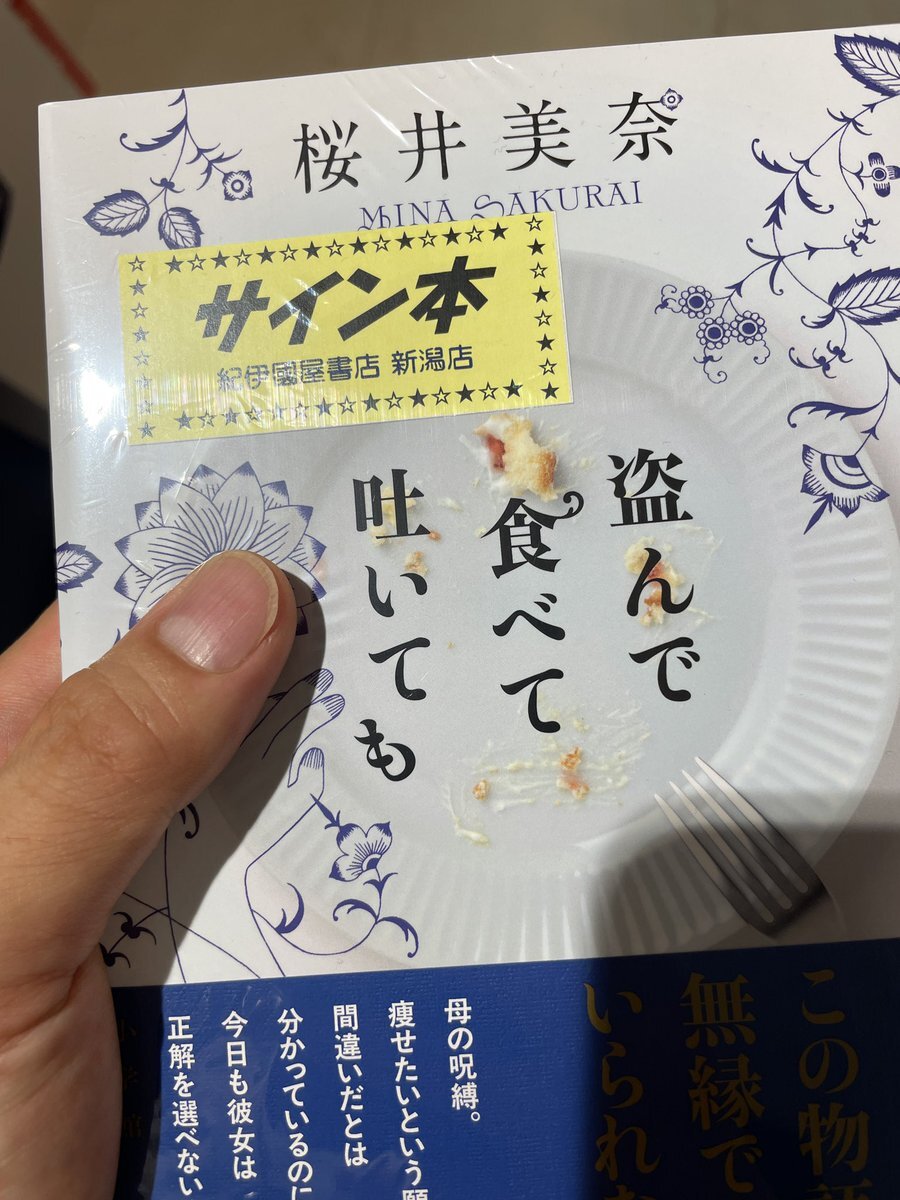 桜井美奈
MINA SAKURAI
サイン本
紀伊國屋書店 新潟店
盗んで
食べて
吐いても
この物
無縁で
いられ
母の呪縛。
痩せたいという願
間違いだとは
分かっているのに
今日も彼女は
正解を選べない